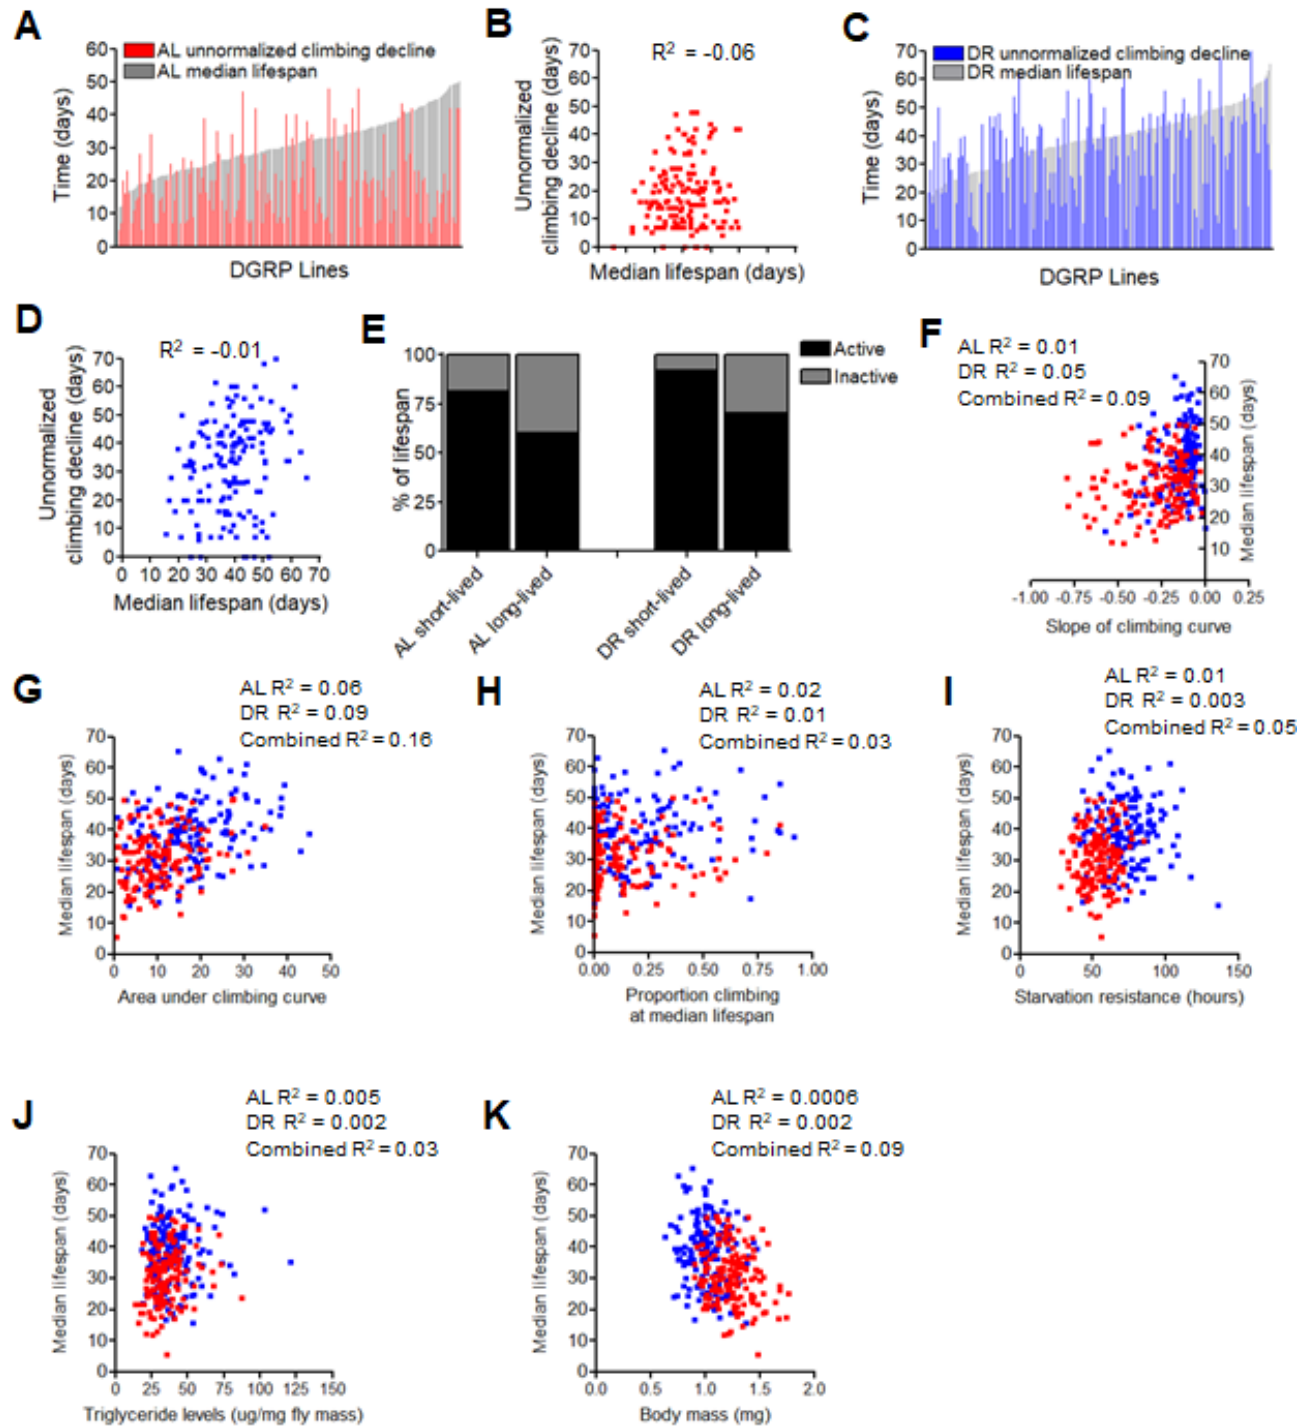 A
AL unnormalized climbing decline
AL median lifespan
Time (days)
60
50
40
30
20
10
0
DGRP Lines
B
R² = -0.06
Unnormalized
climbing decline (days)
70
60
50
40
30
20
10
0
Median lifespan (days)
C
DR unnormalized climbing decline
DR median lifespan
Time (days)
70
60
50
40
30
20
10
0
DGRP Lines
D
R² = -0.01
Unnormalized
climbing decline (days)
70
60
50
40
30
20
10
0
0 10 20 30 40 50 60 70
Median lifespan (days)
E
% of lifespan
100
75
50
25
0
Active
Inactive
AL short-lived
AL long-lived
DR short-lived
DR long-lived
F
AL R² = 0.01
DR R² = 0.05
Combined R² = 0.09
70
60
50
40
30
20
10
Median lifespan (days)
-1.00 -0.75 -0.50 -0.25 0.00 0.25
Slope of climbing curve
G
AL R² = 0.06
DR R² = 0.09
Combined R² = 0.16
Median lifespan (days)
70
60
50
40
30
20
10
0
0 10 20 30 40 50
Area under climbing curve
H
AL R² = 0.02
DR R² = 0.01
Combined R² = 0.03
Median lifespan (days)
70
60
50
40
30
20
10
0
0.00 0.25 0.50 0.75 1.00
Proportion climbing
at median lifespan
I
AL R² = 0.01
DR R² = 0.003
Combined R² = 0.05
Median lifespan (days)
70
60
50
40
30
20
10
0
0 50 100 150
Starvation resistance (hours)
J
AL R² = 0.005
DR R² = 0.002
Combined R² = 0.03
Median lifespan (days)
70
60
50
40
30
20
10
0
0 25 50 75 100 125 150
Triglyceride levels (ug/mg fly mass)
K
AL R² = 0.0006
DR R² = 0.002
Combined R² = 0.09
Median lifespan (days)
70
60
50
40
30
20
10
0
0.0 0.5 1.0 1.5 2.0
Body mass (mg)